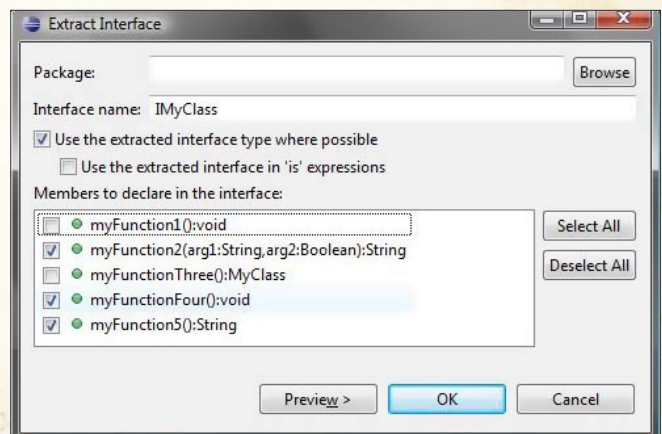 Extract Interface
Package:
Browse
Interface name: IMyClass
Use the extracted interface type where possible
Use the extracted interface in 'is' expressions
Members to declare in the interface:
myFunction1():void
myFunction2(arg1:String,arg2:Boolean):String
myFunctionThree():MyClass
myFunctionFour():void
myFunction5():String
Select All
Deselect All
Preview >
OK
Cancel